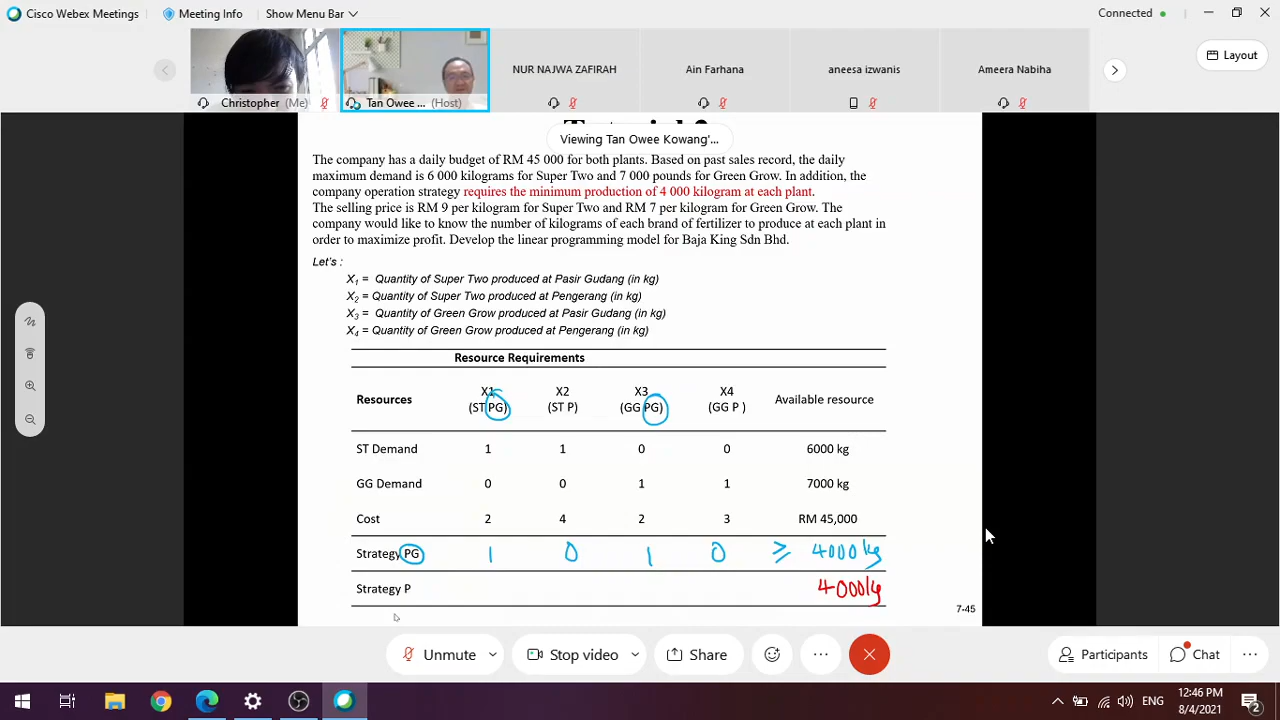 Cisco Webex Meetings
Meeting Info
Show Menu Bar
Connected
Christopher (Me)
Tan Owee ... (Host)
NUR NAJWA ZAFIRAH
Ain Farhana
aneesa izwanis
Ameera Nabiha
Layout
Viewing Tan Owee Kowang'...
The company has a daily budget of RM 45 000 for both plants. Based on past sales record, the daily
maximum demand is 6 000 kilograms for Super Two and 7 000 pounds for Green Grow. In addition, the
company operation strategy requires the minimum production of 4 000 kilogram at each plant.
The selling price is RM 9 per kilogram for Super Two and RM 7 per kilogram for Green Grow. The
company would like to know the number of kilograms of each brand of fertilizer to produce at each plant in
order to maximize profit. Develop the linear programming model for Baja King Sdn Bhd.
Let's :
X1 = Quantity of Super Two produced at Pasir Gudang (in kg)
X2 = Quantity of Super Two produced at Pengerang (in kg)
X3 = Quantity of Green Grow produced at Pasir Gudang (in kg)
X4 = Quantity of Green Grow produced at Pengerang (in kg)
Resource Requirements
Resources X1 (ST PG) X2 (ST P) X3 (GG PG) X4 (GG P ) Available resource
ST Demand 1 1 0 0 6000 kg
GG Demand 0 0 1 1 7000 kg
Cost 2 4 2 3 RM 45,000
Strategy PG 1 0 1 0 ≥ 4000kg
Strategy P 4000kg
7-45
Unmute
Stop video
Share
Participants
Chat
ENG
12:46 PM
8/4/2021
2